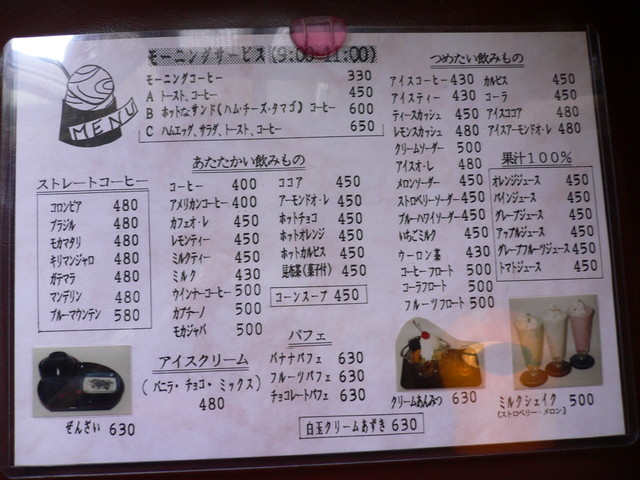 MENU
モーニングサービス (9:00-11:00)
モーニングコーヒー 330
A トースト、コーヒー 450
B ホットなサンド(ハム・チーズ・タマゴ) コーヒー 600
C ハムエッグ、サラダ、トースト、コーヒー 650
ストレートコーヒー
コロンビア 480
ブラジル 480
モカマタリ 480
キリマンジャロ 480
ガテマラ 480
マンデリン 480
ブルーマウンテン 580
あたたかい飲みもの
コーヒー 400
アメリカンコーヒー 400
カフェオ・レ 450
レモンティー 450
ミルクティー 450
ミルク 430
ウインナーコーヒー 500
カプチーノ 500
モカジャバ 500
ココア 450
アーモンドオ・レ 450
ホットチョコ 450
ホットオレンジ 450
ホットカルピス 450
昆布茶(菓子付) 450
コーンスープ 450
つめたい飲みもの
アイスコーヒー 430
アイスティー 430
ティースカッシュ 450
レモンスカッシュ 480
クリームソーダー 500
アイスオ・レ 480
メロンソーダー 450
ストロベリーソーダー 450
ブルーハワイソーダー 450
いちごミルク 450
ウーロン茶 430
コーヒーフロート 500
コーラフロート 500
フルーツフロート 500
カルピス 450
コーラ 450
アイスココア 480
アイスアーモンドオ・レ 480
果汁100%
オレンジジュース 450
パインジュース 450
グレープジュース 450
アップルジュース 450
グレープフルーツジュース 450
トマトジュース 450
ぜんざい 630
アイスクリーム
(バニラ・チョコ・ミックス)
480
パフェ
バナナパフェ 630
フルーツパフェ 630
チョコレートパフェ 630
白玉クリームあずき 630
クリームあんみつ 630
ミルクシェイク 500
(ストロベリー・メロン)